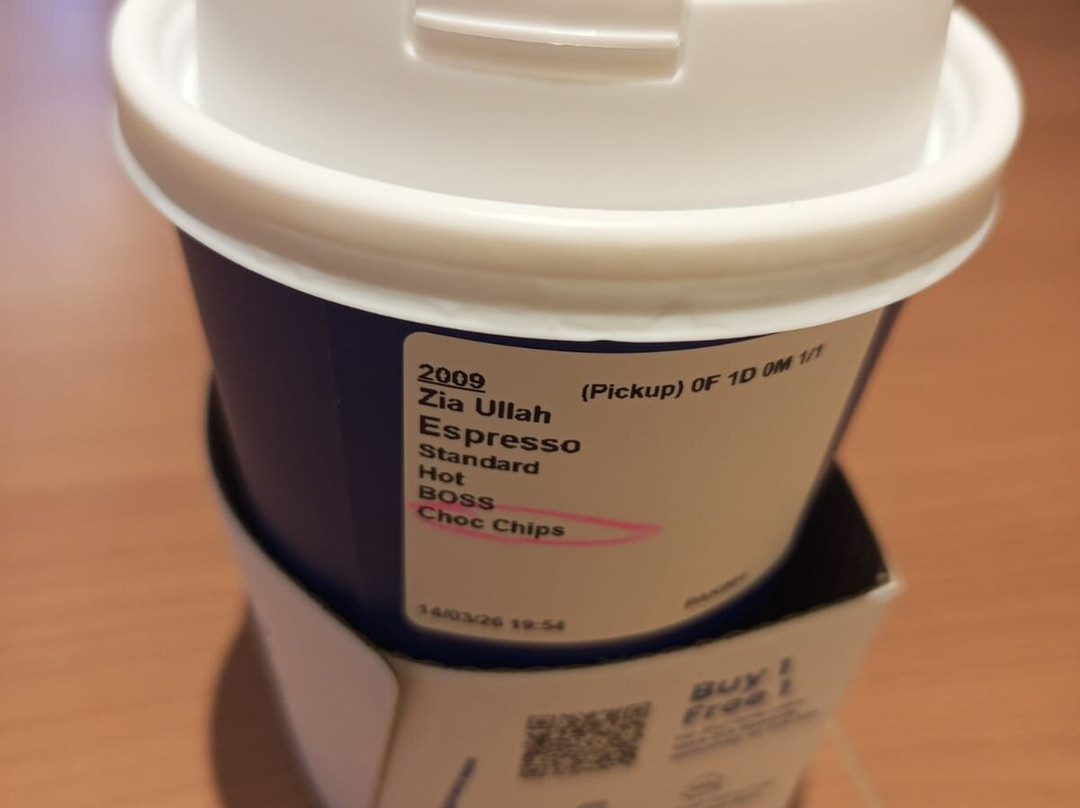 2009
(Pickup) 0F 1D 0M 1/1
Zia Ullah
Espresso
Standard
Hot
BOSS
Choc Chips
14/03/26 19:54
Buy 1
Free 1